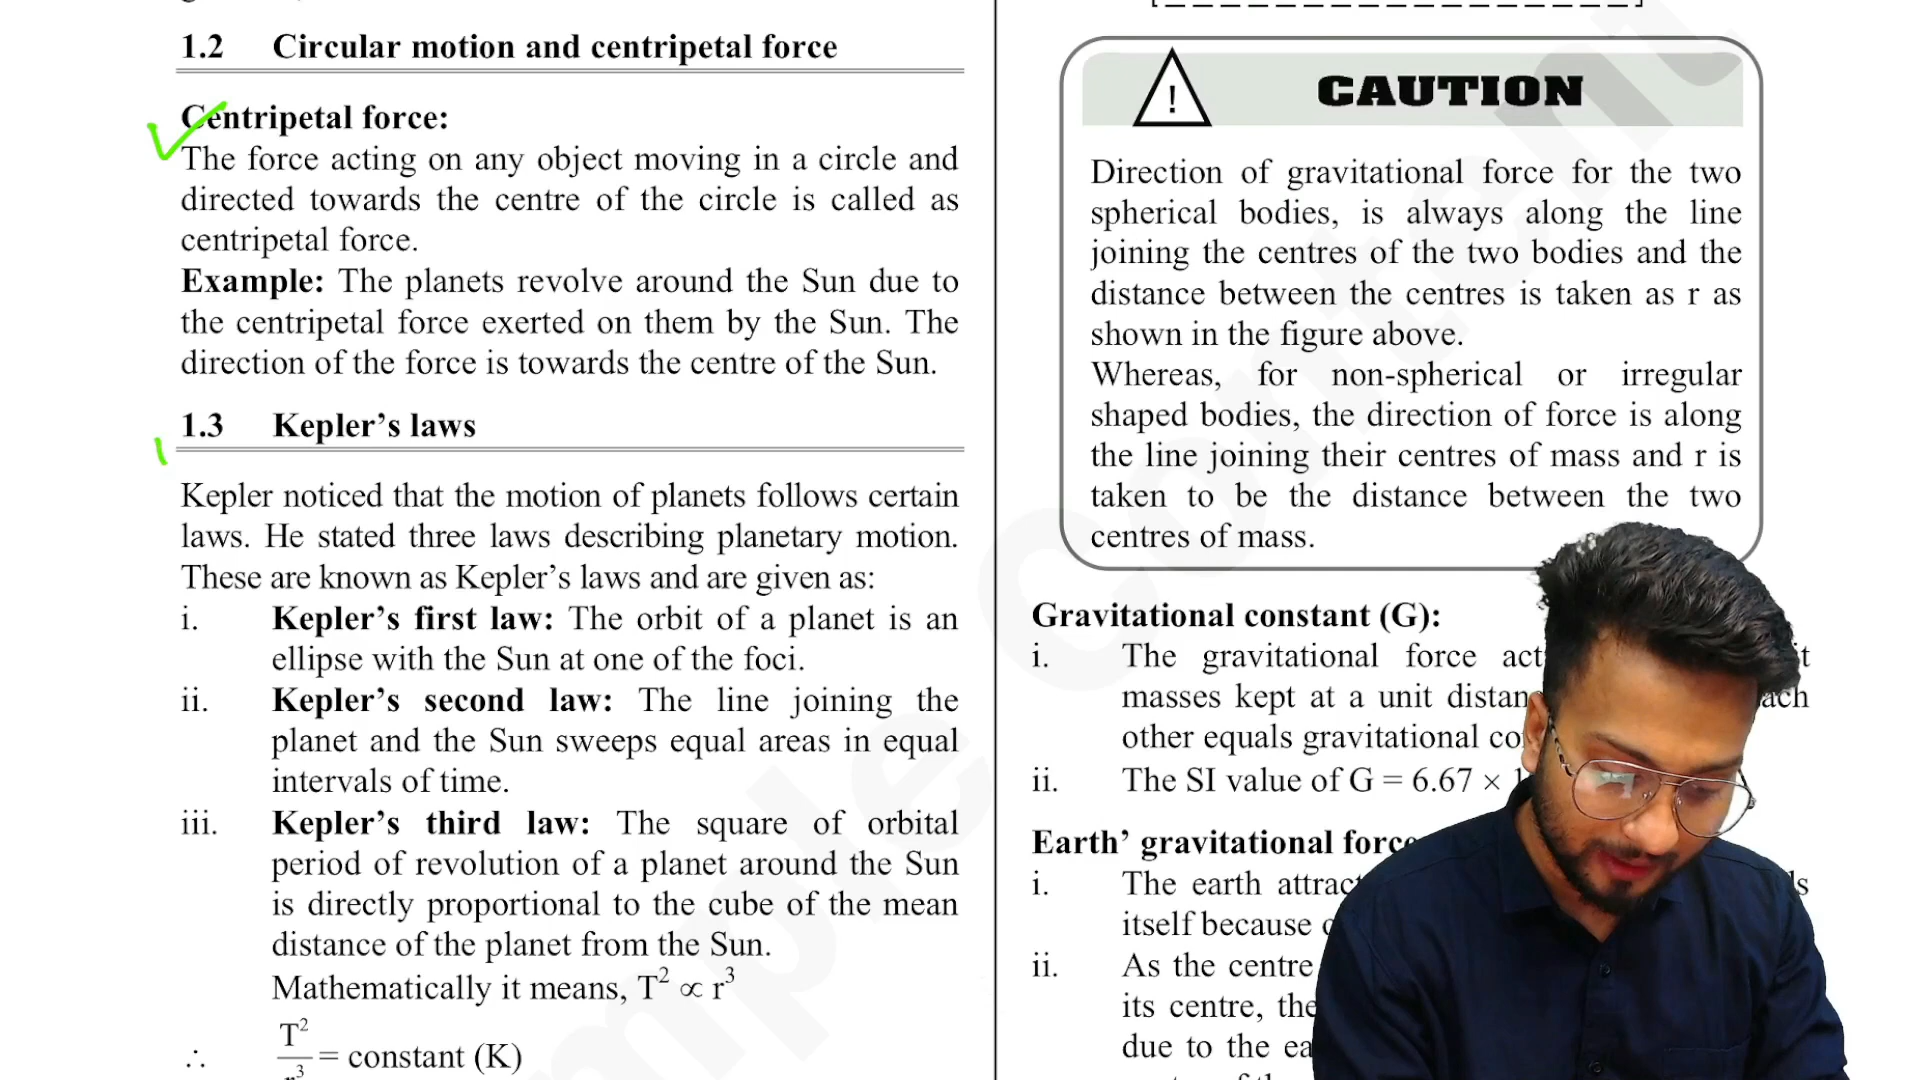 1.2 Circular motion and centripetal force
Centripetal force:
The force acting on any object moving in a circle and
directed towards the centre of the circle is called as
centripetal force.
Example: The planets revolve around the Sun due to
the centripetal force exerted on them by the Sun. The
direction of the force is towards the centre of the Sun.
1.3 Kepler’s laws
Kepler noticed that the motion of planets follows certain
laws. He stated three laws describing planetary motion.
These are known as Kepler’s laws and are given as:
i. Kepler’s first law: The orbit of a planet is an
ellipse with the Sun at one of the foci.
ii. Kepler’s second law: The line joining the
planet and the Sun sweeps equal areas in equal
intervals of time.
iii. Kepler’s third law: The square of orbital
period of revolution of a planet around the Sun
is directly proportional to the cube of the mean
distance of the planet from the Sun.
Mathematically it means, T² ∝ r³
∴ T²/r³ = constant (K)
!
CAUTION
Direction of gravitational force for the two
spherical bodies, is always along the line
joining the centres of the two bodies and the
distance between the centres is taken as r as
shown in the figure above.
Whereas, for non-spherical or irregular
shaped bodies, the direction of force is along
the line joining their centres of mass and r is
taken to be the distance between the two
centres of mass.
Gravitational constant (G):
i. The gravitational force
masses kept at a unit
other equals gravitational
ii. The SI value of G = 6.67 ×
Earth’ gravitational force
i. The earth
itself because
ii. As the centre
its centre, the
due to the